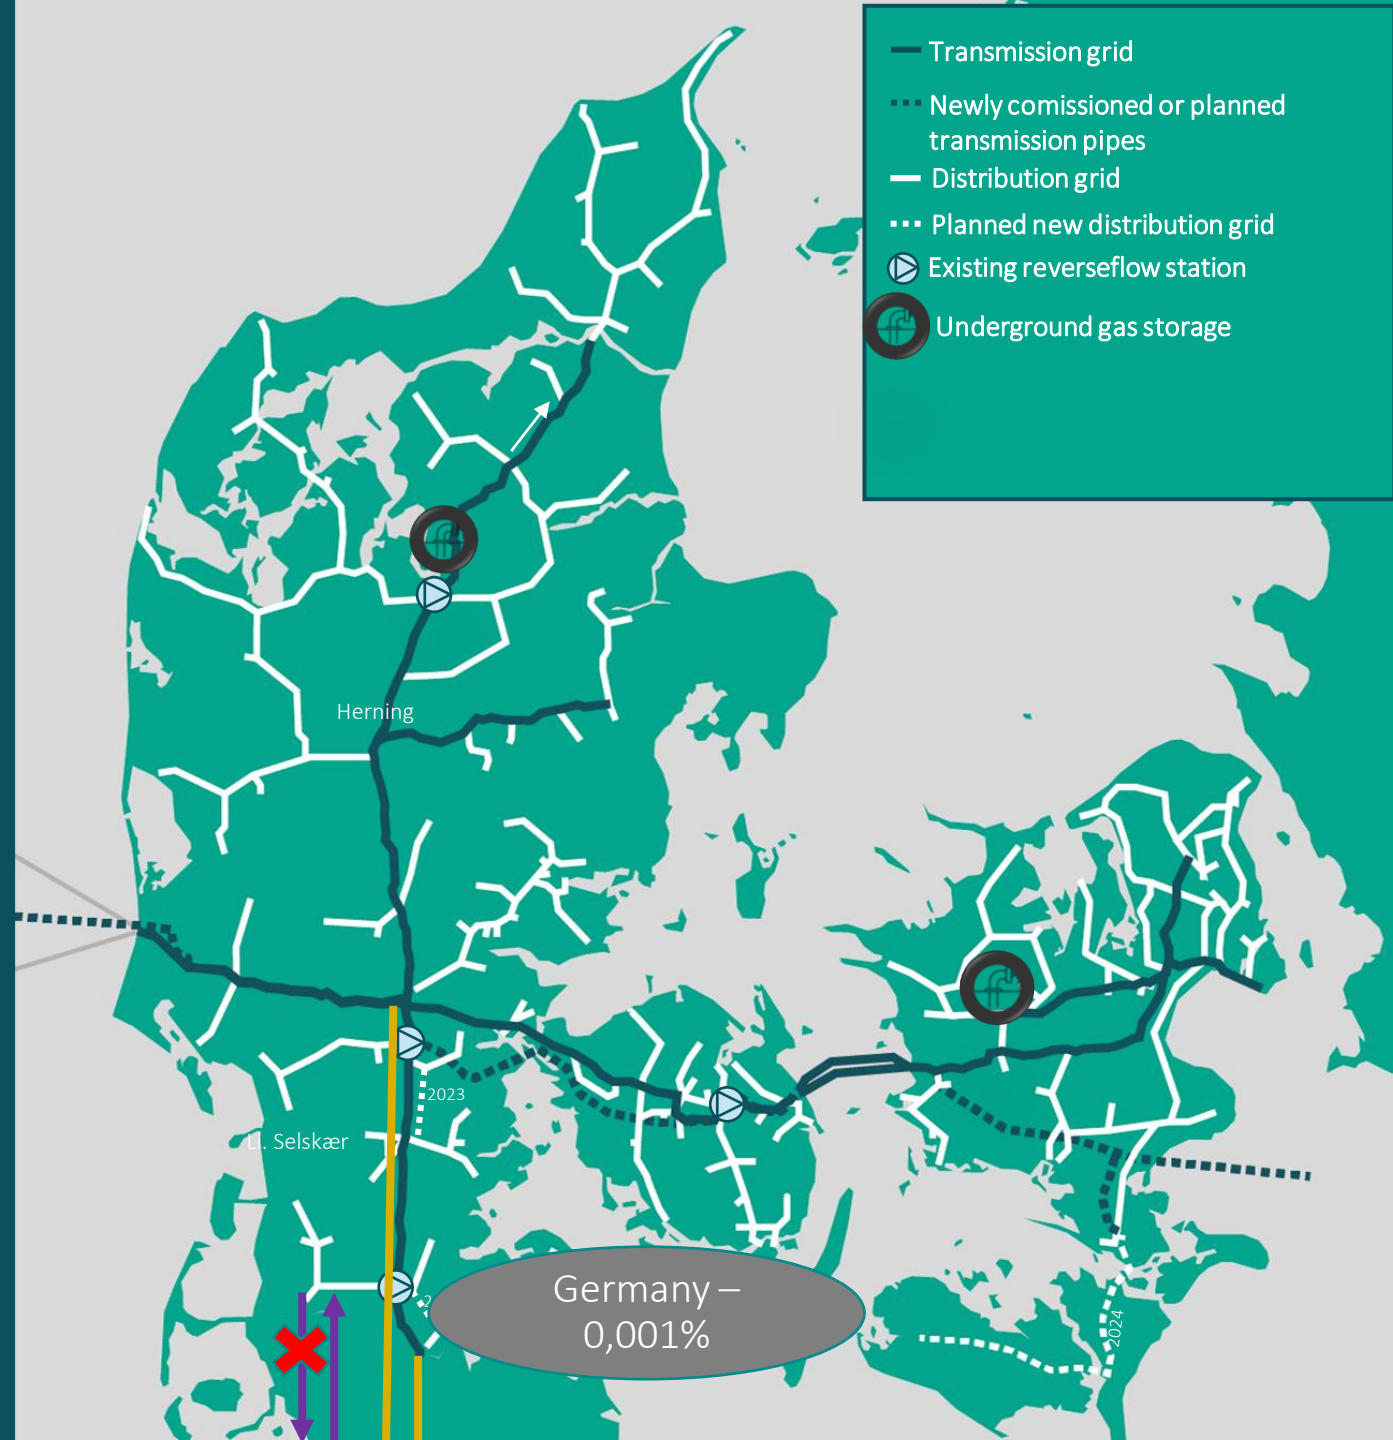 Transmission grid
Newly comissioned or planned
transmission pipes
Distribution grid
Planned new distribution grid
Existing reverseflow station
Underground gas storage
Herning
2023
Ll. Selskær
Germany –
0,001%
2024